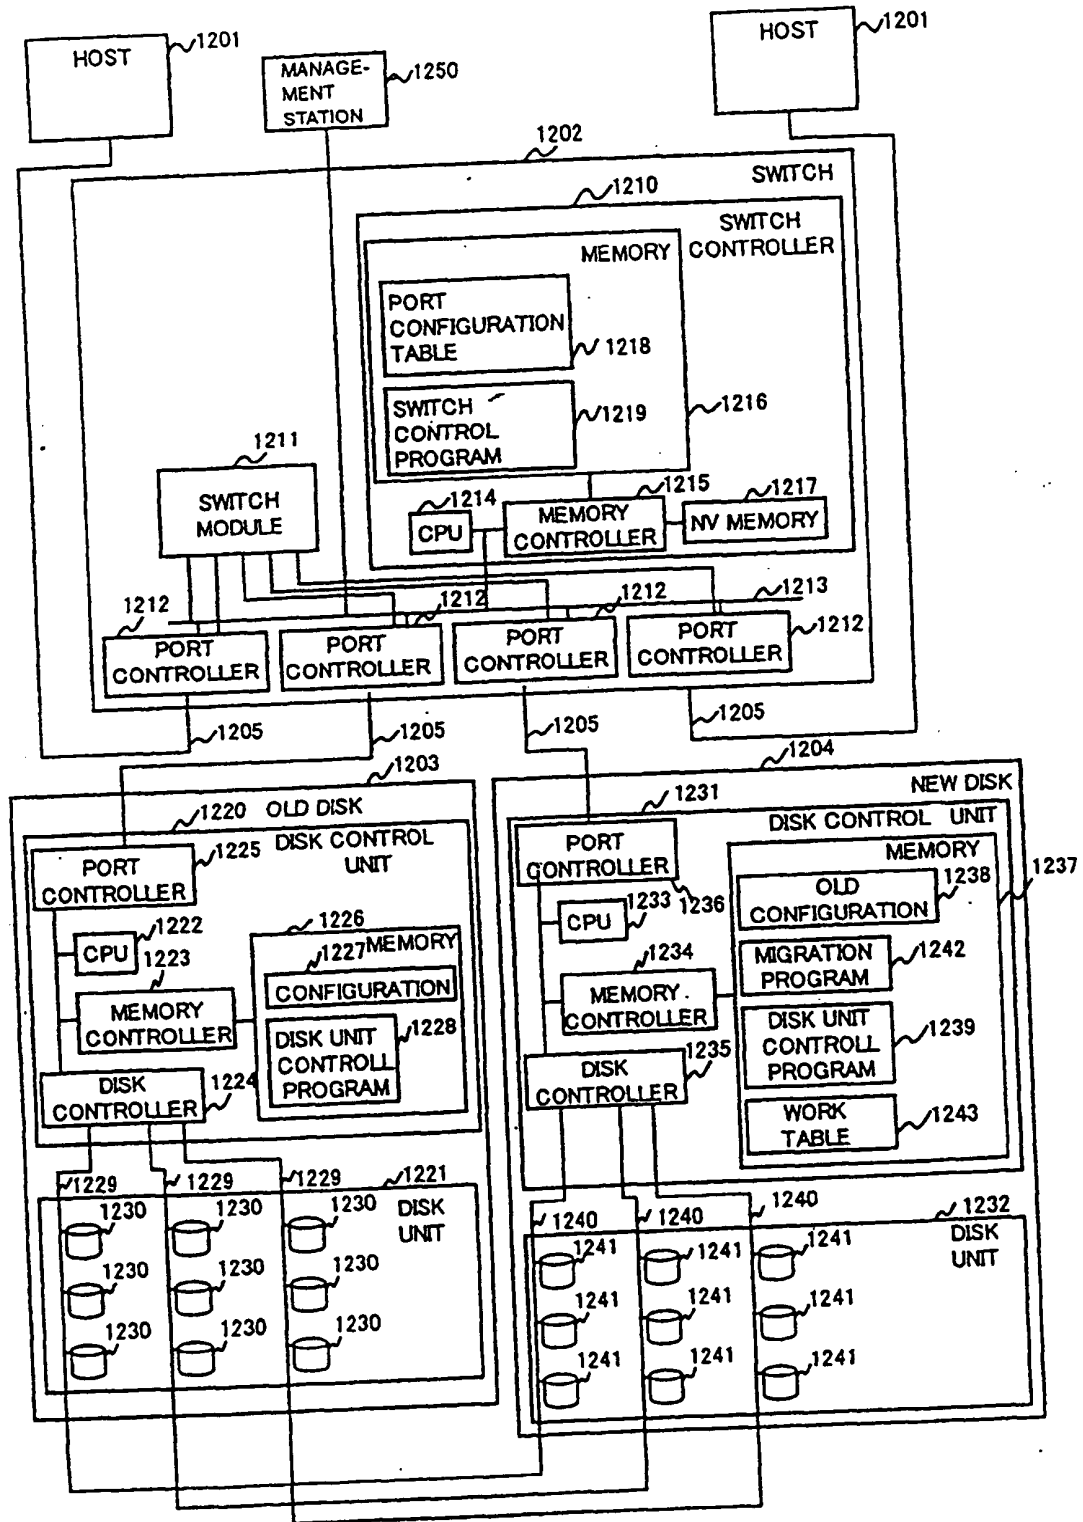 HOST
1201
MANAGE-
MENT
STATION
1250
HOST
1201
1202
SWITCH
1210
SWITCH
CONTROLLER
MEMORY
PORT
CONFIGURATION
TABLE
1218
SWITCH
CONTROL
PROGRAM
1219
1216
1211
SWITCH
MODULE
1214
CPU
1215
MEMORY
CONTROLLER
1217
NV MEMORY
1213
1212
PORT
CONTROLLER
1212
PORT
CONTROLLER
1212
PORT
CONTROLLER
1212
PORT
CONTROLLER
1205
1205
1205
1205
1203
OLD DISK
1220
DISK CONTROL
UNIT
PORT
CONTROLLER
1225
CPU
1222
1223
MEMORY
CONTROLLER
1226
MEMORY
1227
CONFIGURATION
1228
DISK UNIT
CONTROLL
PROGRAM
DISK
CONTROLLER
1224
1229
1229
1229
1221
DISK
UNIT
1230
1230
1230
1230
1230
1230
1230
1230
1230
1204
NEW DISK
1231
DISK CONTROL UNIT
PORT
CONTROLLER
1236
CPU
1233
1234
MEMORY
CONTROLLER
MEMORY
1237
1238
OLD
CONFIGURATION
MIGRATION
PROGRAM
1242
DISK UNIT
CONTROLL
PROGRAM
1239
WORK
TABLE
1243
DISK
CONTROLLER
1235
1240
1240
1240
1232
DISK
UNIT
1241
1241
1241
1241
1241
1241
1241
1241
1241